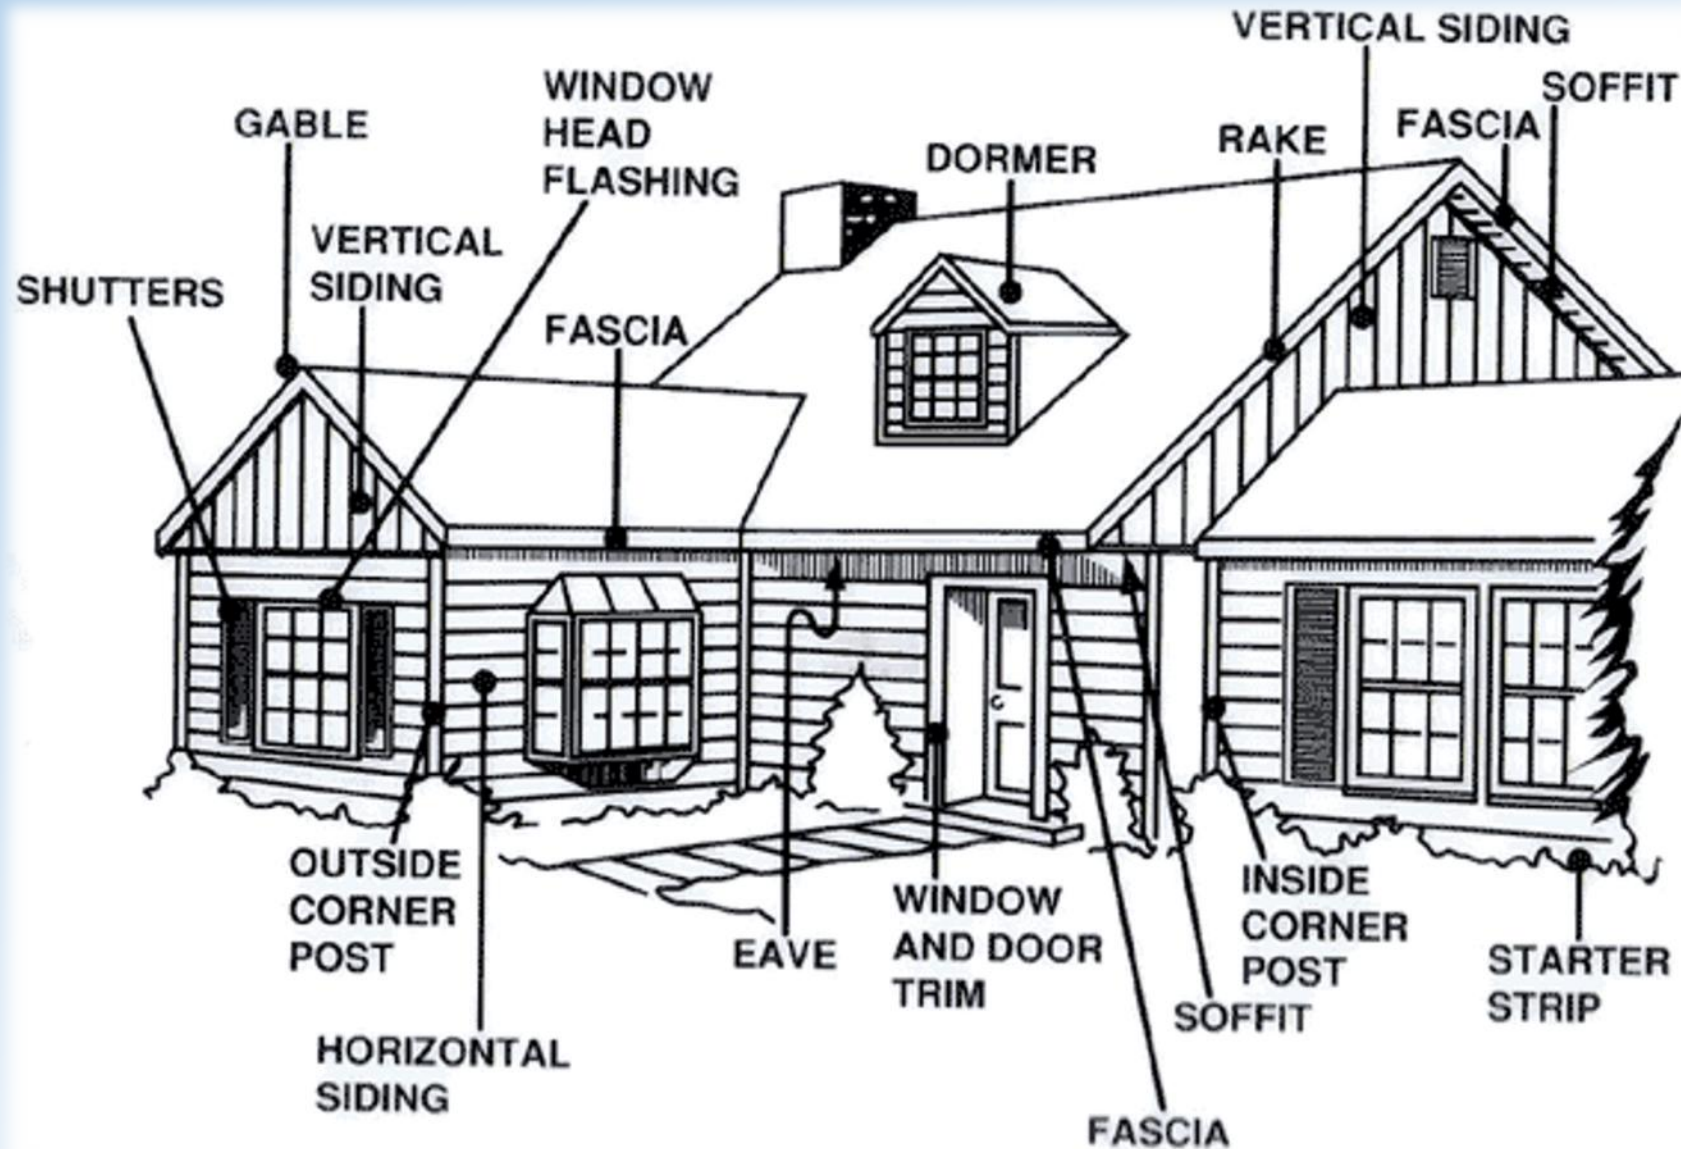 VERTICAL SIDING
SOFFIT
WINDOW
HEAD
FLASHING
GABLE
FASCIA
RAKE
DORMER
VERTICAL
SIDING
SHUTTERS
FASCIA
OUTSIDE
CORNER
POST
WINDOW
AND DOOR
TRIM
INSIDE
CORNER
POST
EAVE
STARTER
STRIP
SOFFIT
HORIZONTAL
SIDING
FASCIA